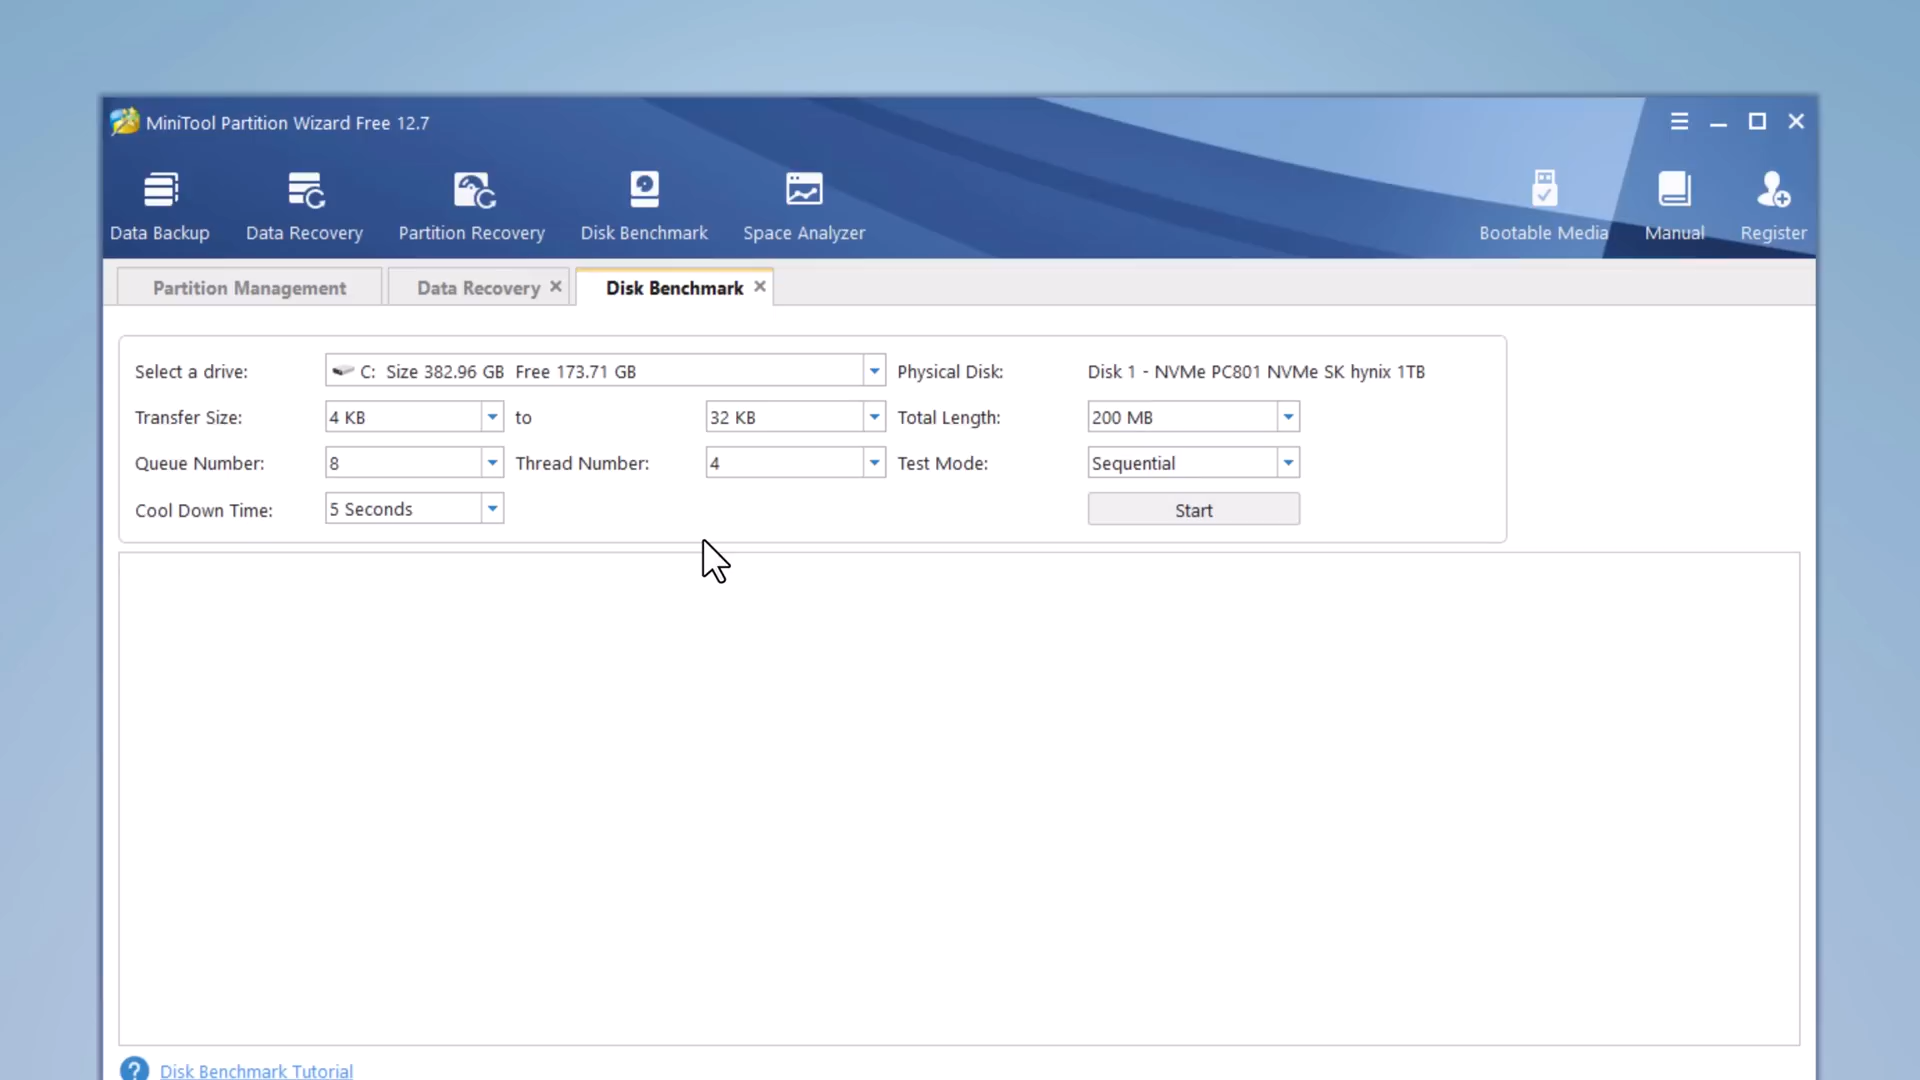 MiniTool Partition Wizard Free 12.7
Data Backup Data Recovery Partition Recovery Disk Benchmark Space Analyzer Bootable Media Manual Register
Partition Management Data Recovery Disk Benchmark
Select a drive: C: Size 382.96 GB Free 173.71 GB Physical Disk: Disk 1 - NVMe PC801 NVMe SK hynix 1TB
Transfer Size: 4 KB to 32 KB Total Length: 200 MB
Queue Number: 8 Thread Number: 4 Test Mode: Sequential
Cool Down Time: 5 Seconds Start
? Disk Benchmark Tutorial